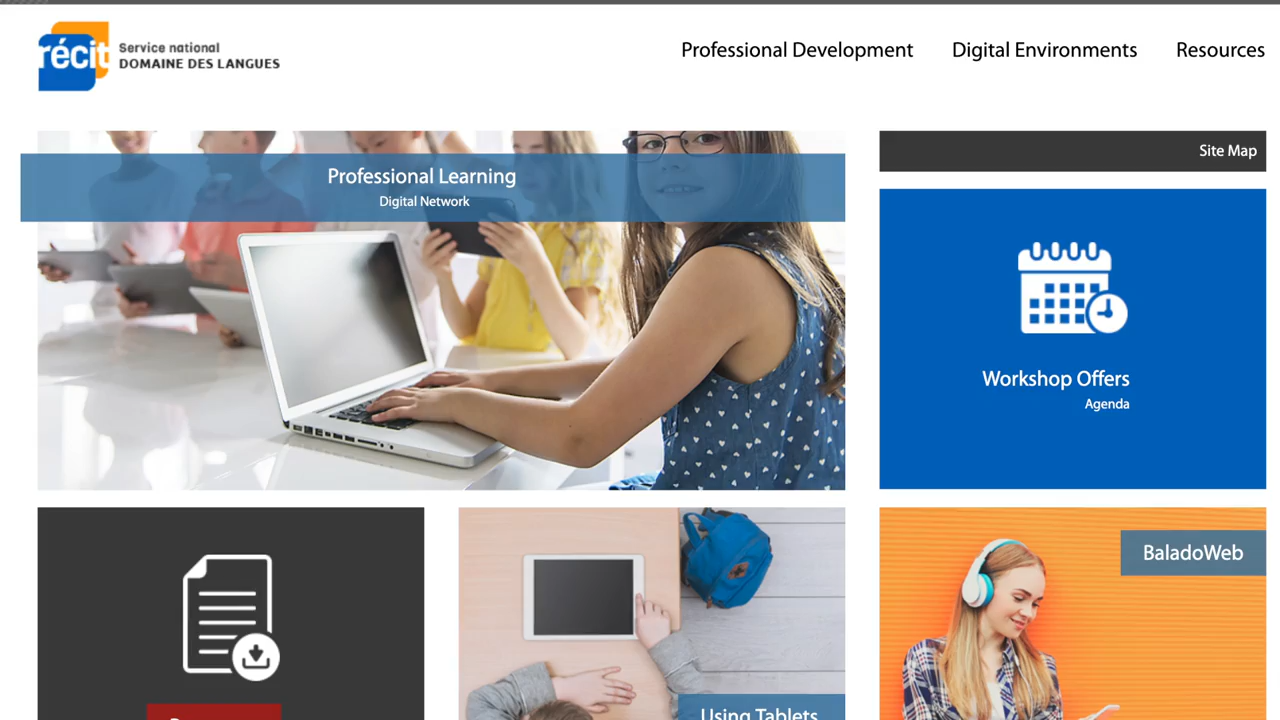 récit
Service national
DOMAINE DES LANGUES
Professional Development
Digital Environments
Resources
Professional Learning
Digital Network
Site Map
Workshop Offers
Agenda
BaladoWeb
Using Tablets